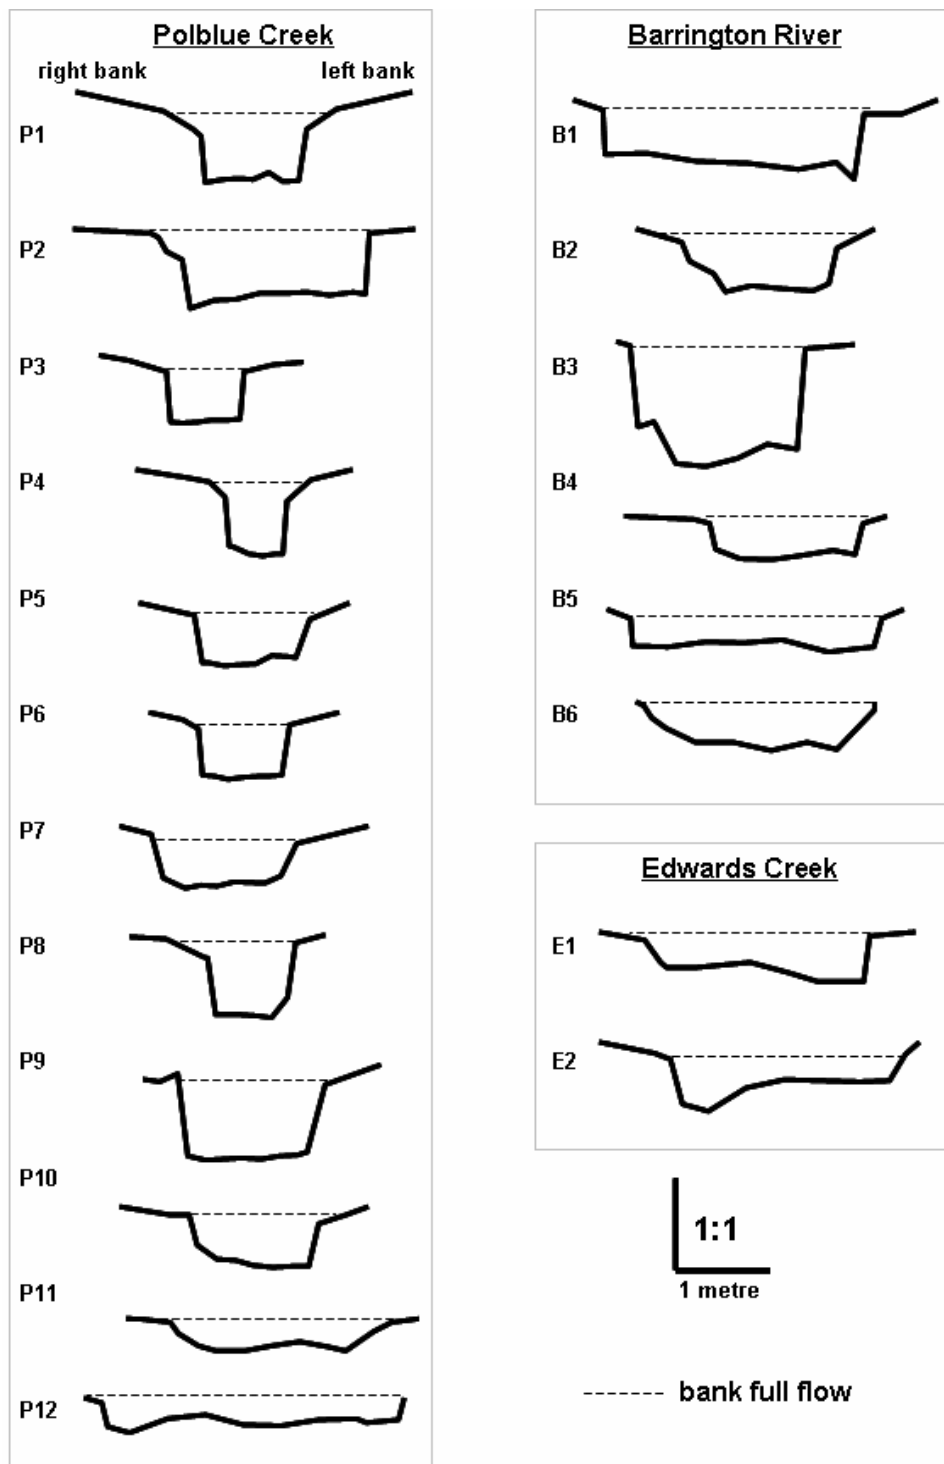 Polblue Creek
right bank left bank
P1
P2
P3
P4
P5
P6
P7
P8
P9
P10
P11
P12
Barrington River
B1
B2
B3
B4
B5
B6
Edwards Creek
E1
E2
1:1
1 metre
bank full flow